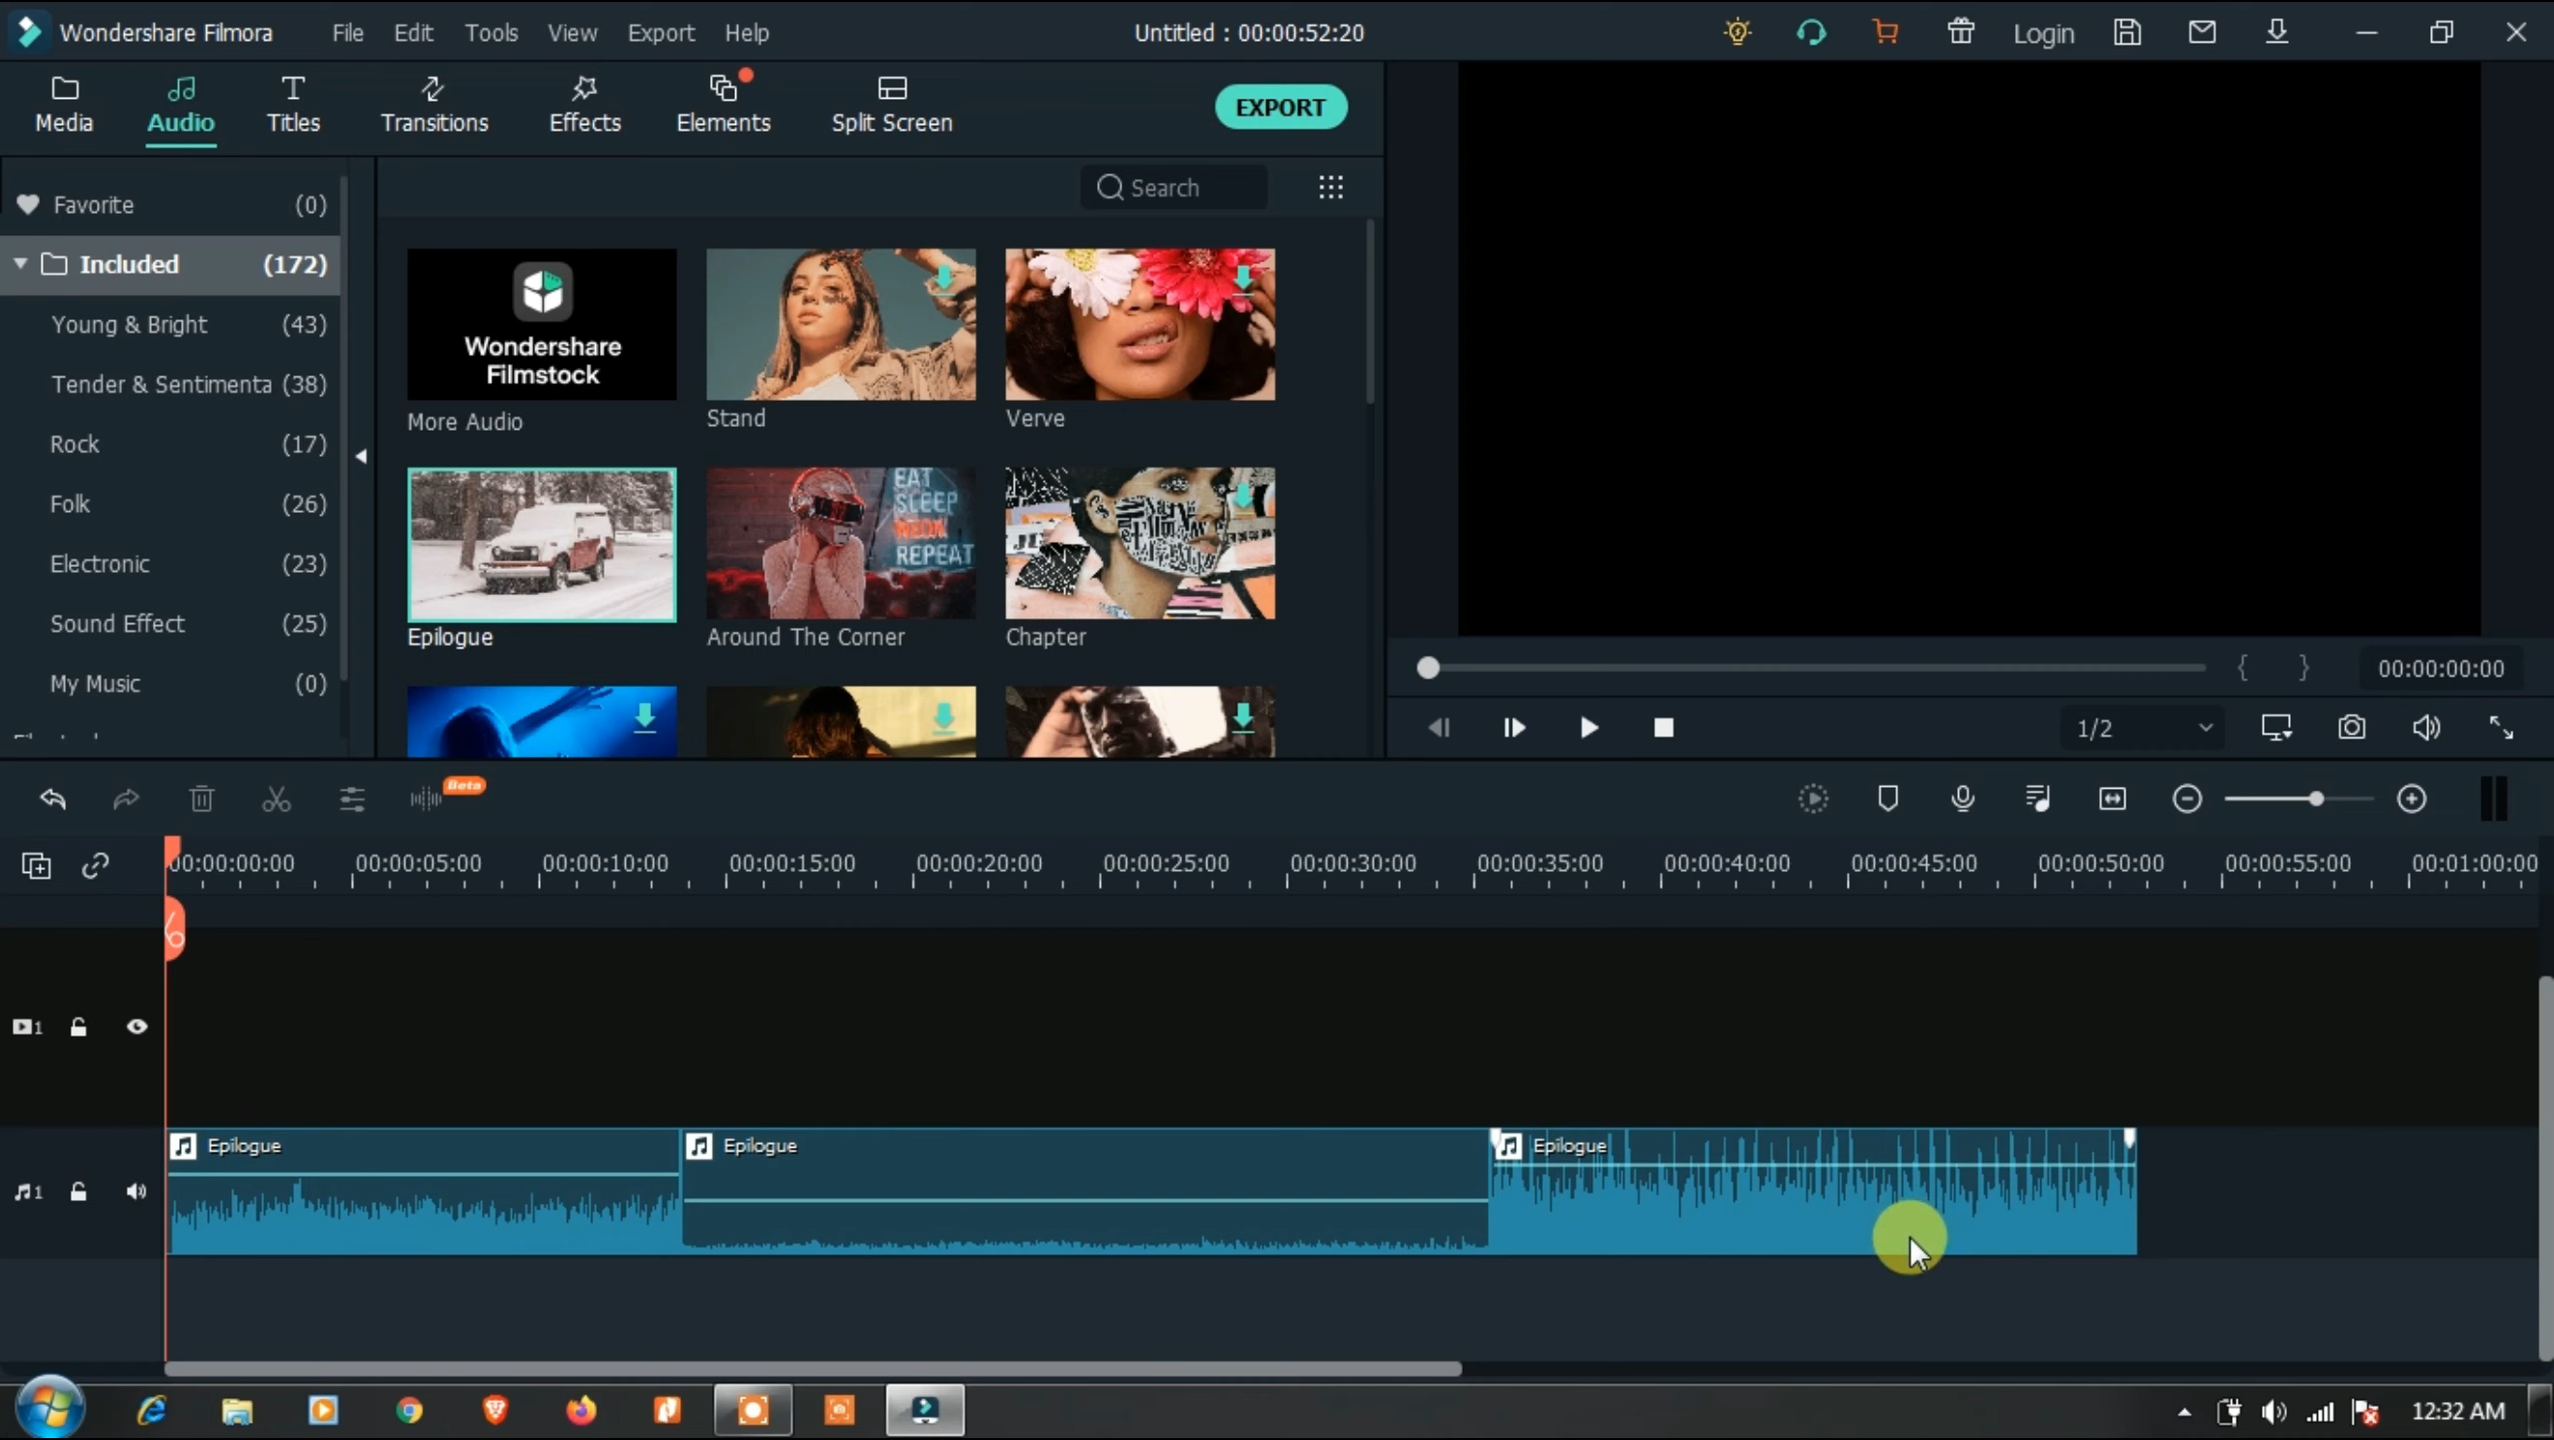 Wondershare Filmora File Edit Tools View Export Help Untitled : 00:00:52:20 Login
Media Audio Titles Transitions Effects Elements Split Screen EXPORT
Favorite (0)
Included (172)
Young & Bright (43)
Tender & Sentimenta (38)
Rock (17)
Folk (26)
Electronic (23)
Sound Effect (25)
My Music (0)
Search
Wondershare
Filmstock
More Audio
Stand
Verve
EAT
SLEEP
REPEAT
Epilogue
Around The Corner
Chapter
00:00:00:00
1/2
Beta
00:00:00:00 00:00:05:00 00:00:10:00 00:00:15:00 00:00:20:00 00:00:25:00 00:00:30:00 00:00:35:00 00:00:40:00 00:00:45:00 00:00:50:00 00:00:55:00 00:01:00:00
1
Epilogue Epilogue Epilogue
1
12:32 AM